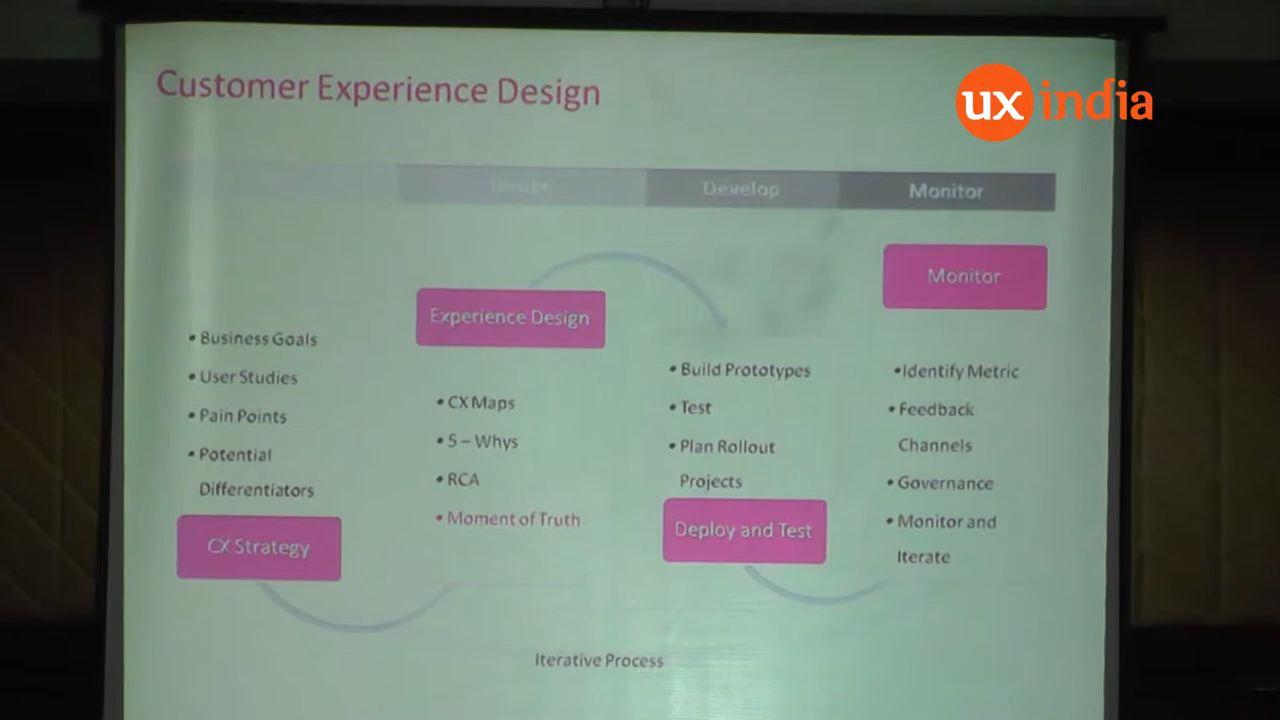 Customer Experience Design
ux india
Design
Develop
Monitor
• Business Goals
• User Studies
• Pain Points
• Potential
Differentiators
CX Strategy
Experience Design
• CX Maps
• 5 – Whys
• RCA
• Moment of Truth
• Build Prototypes
• Test
• Plan Rollout
Projects
Deploy and Test
Monitor
• Identify Metric
• Feedback
Channels
• Governance
• Monitor and
Iterate
Iterative Process